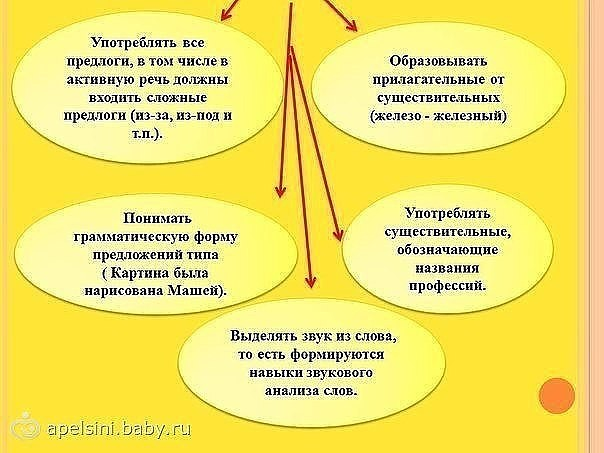 Употреблять все
предлоги, в том числе в
активную речь должны
входить сложные
предлоги (из-за, из-под и
т.п.).
Образовывать
прилагательные от
существительных
(железо - железный)
Понимать
грамматическую форму
предложений типа
( Картина была
нарисована Машей).
Употреблять
существительные,
обозначающие
названия
профессий.
Выделять звук из слова,
то есть формируются
навыки звукового
анализа слов.
apelsini.baby.ru